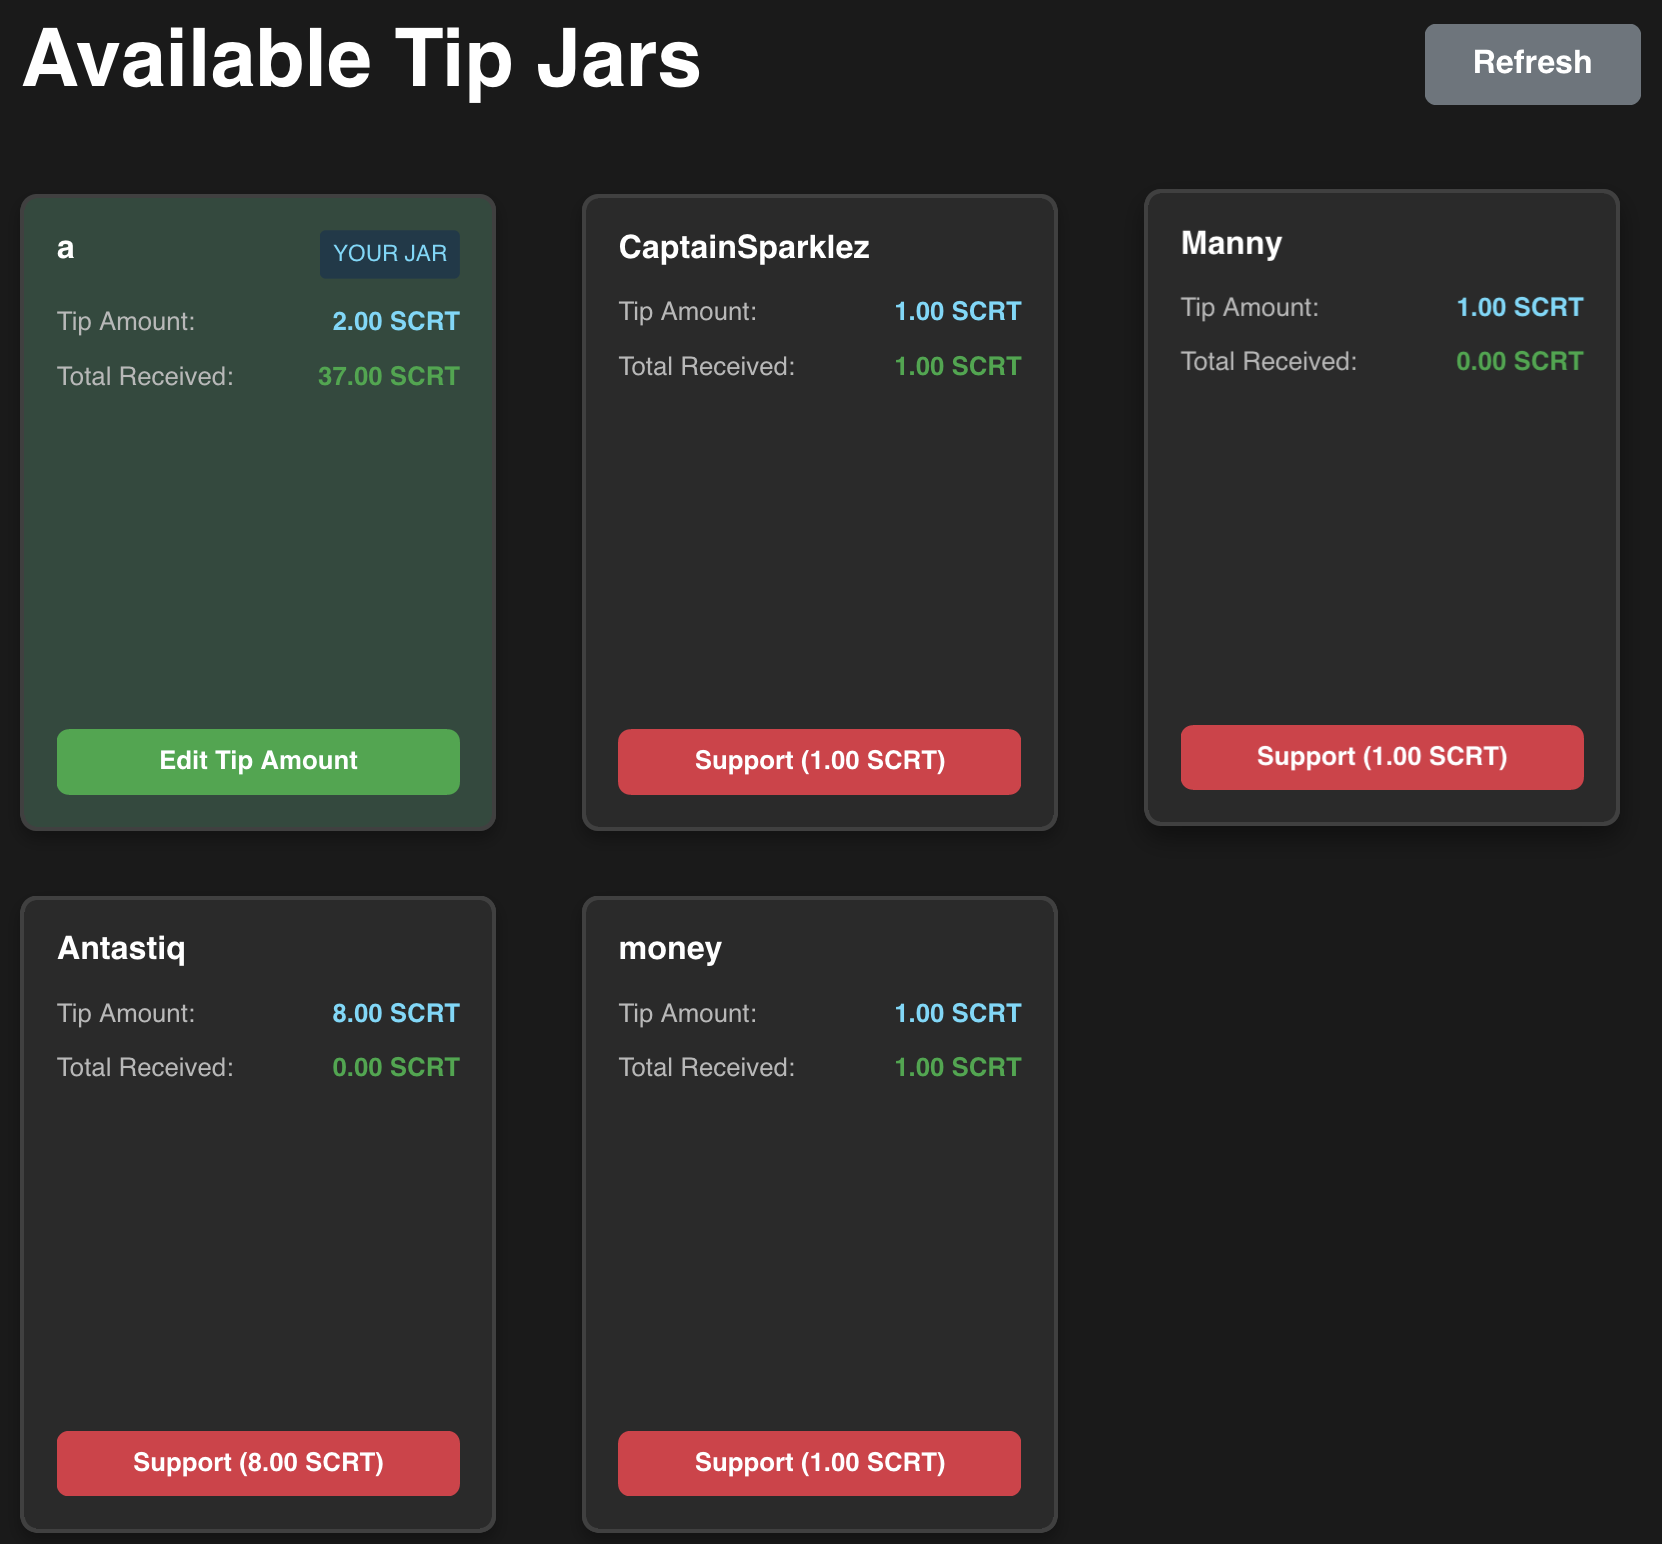 Available Tip Jars
Refresh
a
YOUR JAR
Tip Amount: 2.00 SCRT
Total Received: 37.00 SCRT
Edit Tip Amount
CaptainSparklez
Tip Amount: 1.00 SCRT
Total Received: 1.00 SCRT
Support (1.00 SCRT)
Manny
Tip Amount: 1.00 SCRT
Total Received: 0.00 SCRT
Support (1.00 SCRT)
Antastiq
Tip Amount: 8.00 SCRT
Total Received: 0.00 SCRT
Support (8.00 SCRT)
money
Tip Amount: 1.00 SCRT
Total Received: 1.00 SCRT
Support (1.00 SCRT)